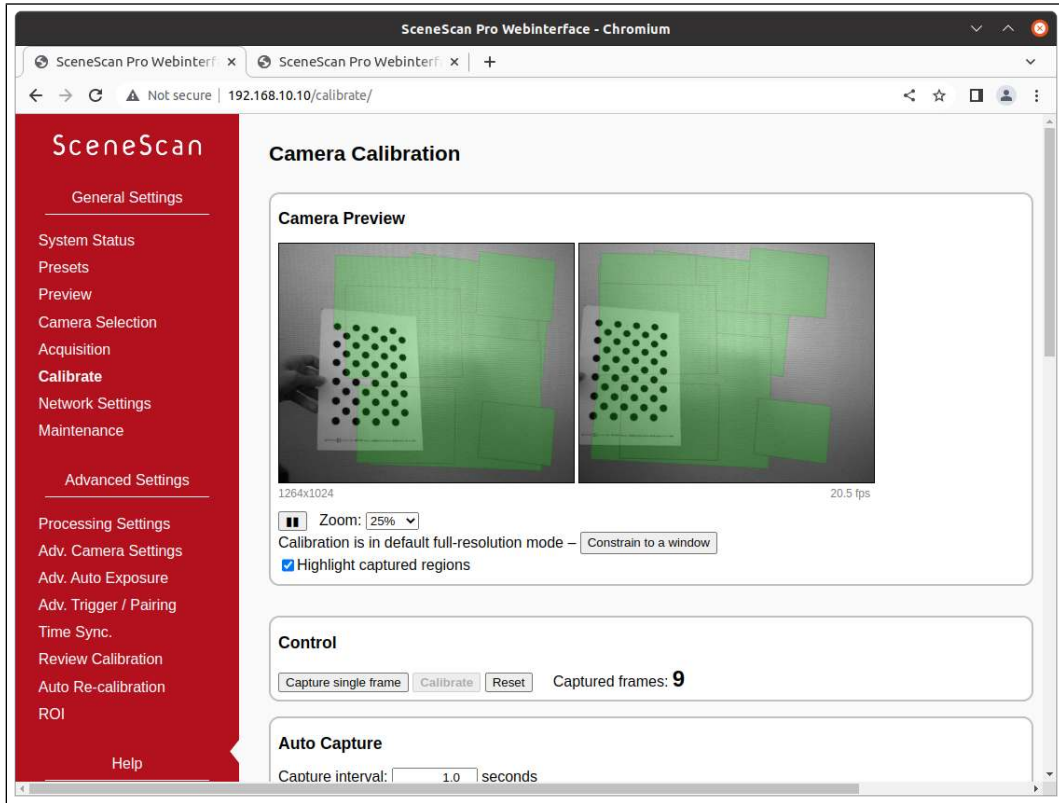 SceneScan Pro Webinterface - Chromium
SceneScan Pro Webinterf
SceneScan Pro Webinterf
Not secure
192.168.10.10/calibrate/
SceneScan
General Settings
System Status
Presets
Preview
Camera Selection
Acquisition
Calibrate
Network Settings
Maintenance
Advanced Settings
Processing Settings
Adv. Camera Settings
Adv. Auto Exposure
Adv. Trigger / Pairing
Time Sync.
Review Calibration
Auto Re-calibration
ROI
Help
Camera Calibration
Camera Preview
1264x1024 20.5 fps
Zoom: 25%
Calibration is in default full-resolution mode – Constrain to a window
Highlight captured regions
Control
Capture single frame Calibrate Reset Captured frames: 9
Auto Capture
Capture interval: 1.0 seconds